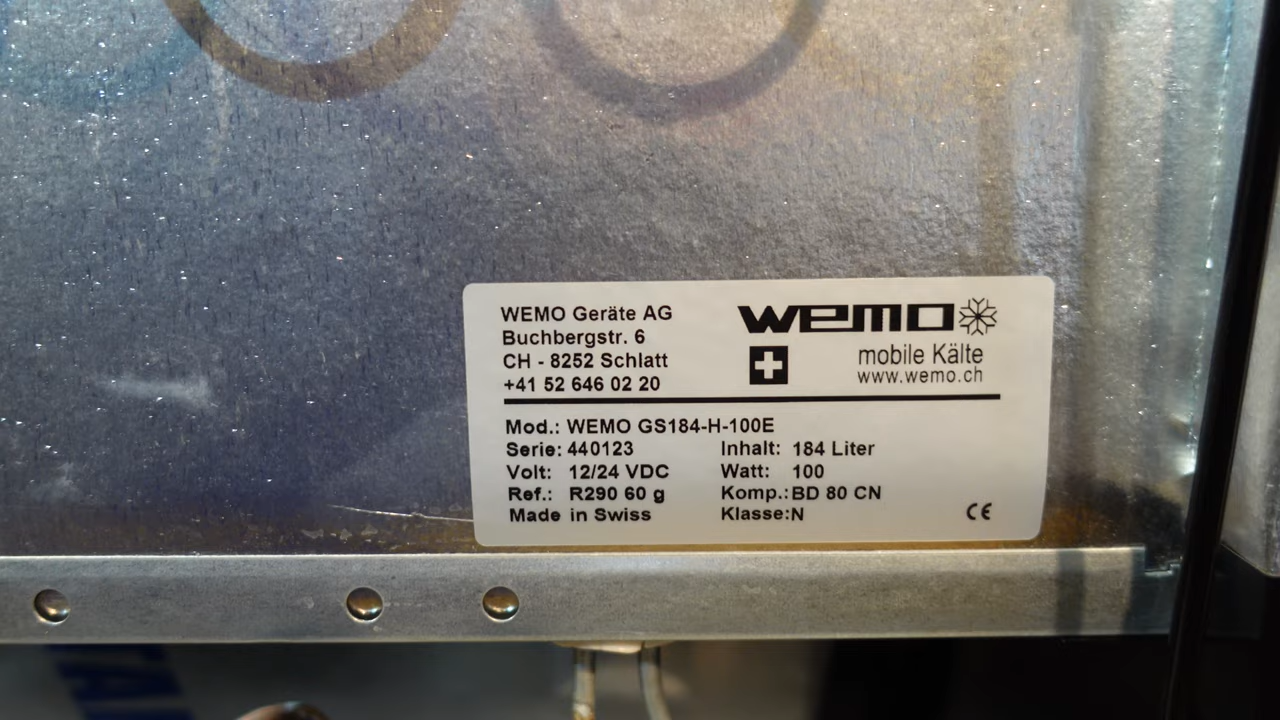 WEMO Geräte AG
Buchbergstr. 6
CH - 8252 Schlatt
+41 52 646 02 20
wemo
mobile Kälte
www.wemo.ch
Mod.: WEMO GS184-H-100E
Serie: 440123 Inhalt: 184 Liter
Volt: 12/24 VDC Watt: 100
Ref.: R290 60 g Komp.: BD 80 CN
Made in Swiss Klasse:N
CE